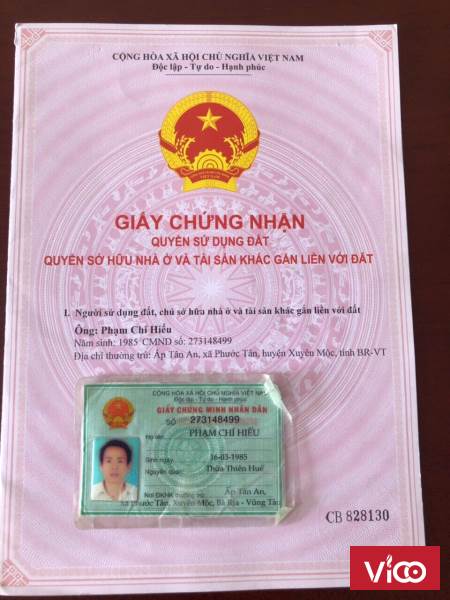 CỘNG HÒA XÃ HỘI CHỦ NGHĨA VIỆT NAM
Độc lập - Tự do - Hạnh phúc
GIẤY CHỨNG NHẬN
QUYỀN SỬ DỤNG ĐẤT
QUYỀN SỞ HỮU NHÀ Ở VÀ TÀI SẢN KHÁC GẮN LIỀN VỚI ĐẤT
I. Người sử dụng đất, chủ sở hữu nhà ở và tài sản khác gắn liền với đất
Ông: Phạm Chí Hiếu
Năm sinh: 1985 CMND số: 273148499
Địa chỉ thường trú: Ấp Tân An, xã Phước Tân, huyện Xuyên Mộc, tỉnh BR-VT
CỘNG HÒA XÃ HỘI CHỦ NGHĨA VIỆT NAM
Độc lập - Tự do - Hạnh phúc
GIẤY CHỨNG MINH NHÂN DÂN
SỐ 273148499
Họ tên PHẠM CHÍ HIẾU
Sinh ngày 16-03-1985
Nguyên quán Thừa Thiên Huế
Nơi ĐKHK thường trú Ấp Tân An,
Xã Phước Tân, Xuyên Mộc, Bà Rịa - Vũng Tàu
CB 828130
Vioo